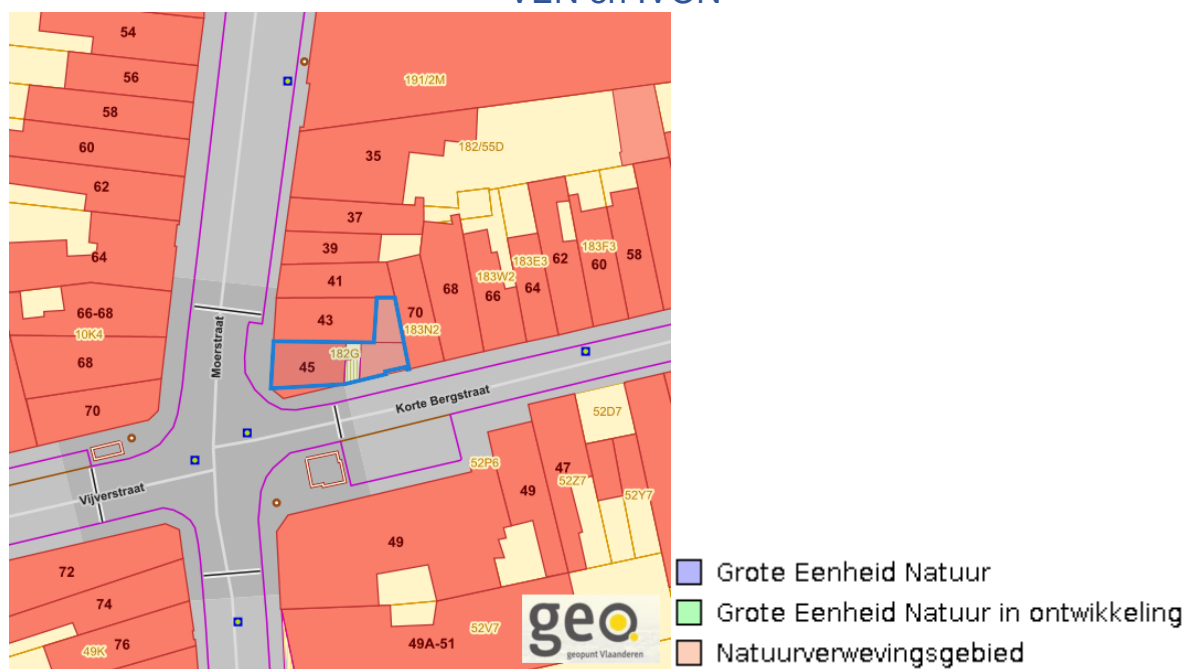 VEN en IVON
54
56
191/2M
58
60
35
182/55D
62
37
39
183F3
62
58
64
183E3
60
41
183W2
68
66
64
66-68
43
70
183N2
10K4
Moerstraat
182G
68
45
Korte Bergstraat
70
52D7
52P6
47
52Z7
Vijverstraat
49
52Y7
49
72
Grote Eenheid Natuur
74
Grote Eenheid Natuur in ontwikkeling
geo
52V7
49K
76
49A-51
geopunt Vlaanderen
Natuurverwevingsgebied